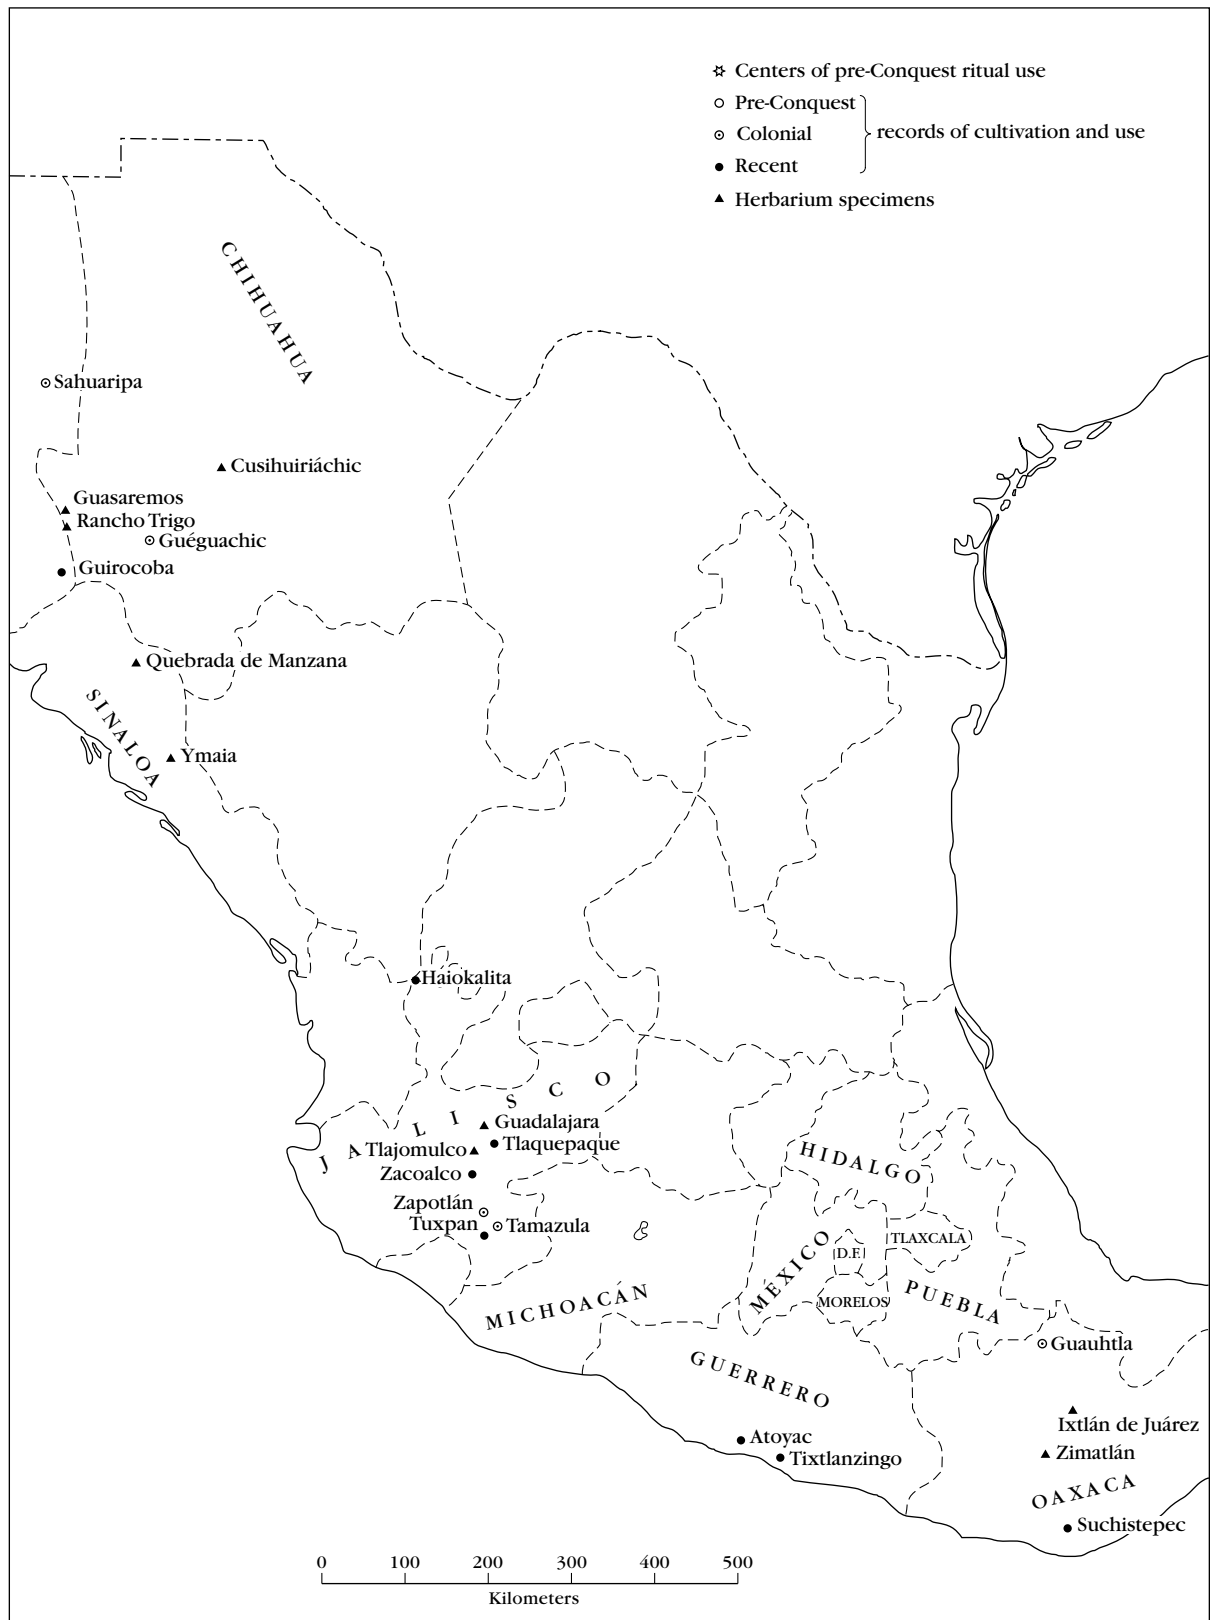 Centers of pre-Conquest ritual use
Pre-Conquest
Colonial
records of cultivation and use
Recent
Herbarium specimens
CHIHUAHUA
Sahuaripa
Cusihuiriáchic
Guasaremos
Rancho Trigo
Guéguachic
Guirocoba
Quebrada de Manzana
SINALOA
Ymaia
Haiokalita
JALISCO
Guadalajara
Tlaquepaque
Tlajomulco
Zacoalco
Zapotlán
Tuxpan
Tamazula
HIDALGO
TLAXCALA
D.F.
MÉXICO
MORELOS
PUEBLA
MICHOACÁN
Guauhtla
GUERRERO
Ixtlán de Juárez
Atoyac
Tixtlanzingo
Zimatlán
OAXACA
Suchistepec
0 100 200 300 400 500
Kilometers